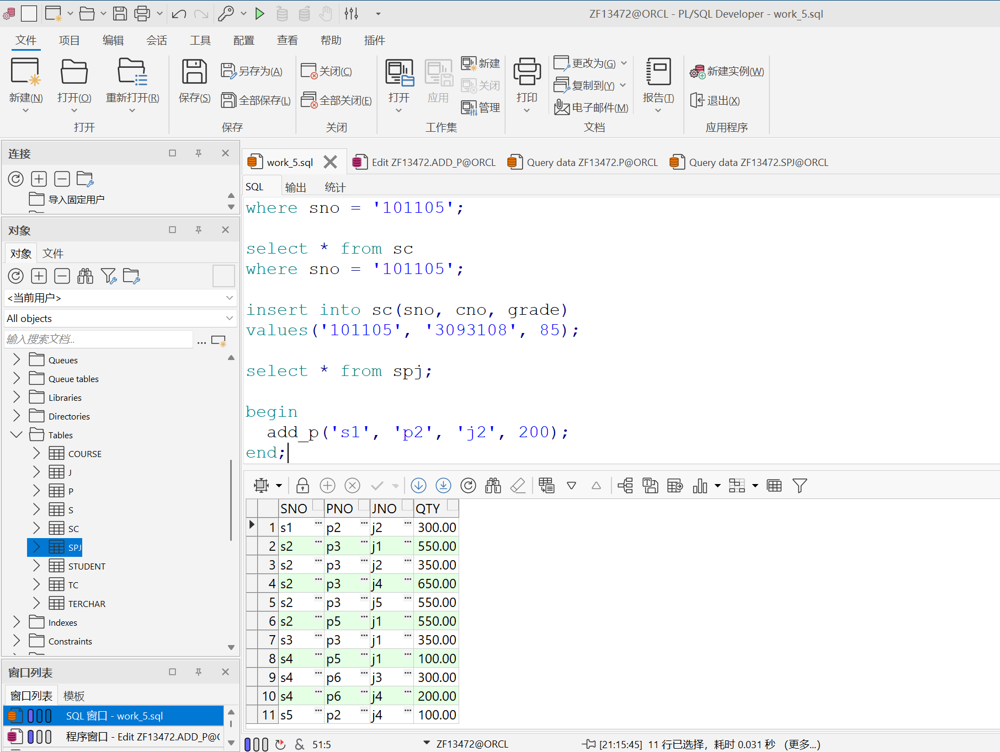 ZF13472@ORCL - PL/SQL Developer - work_5.sql
文件 项目 编辑 会话 工具 配置 查看 帮助 插件
新建(N) 打开(O) 重新打开(R) 打开
保存(S) 另存为(A) 全部保存(L) 保存
关闭(C) 全部关闭(E) 关闭
打开 应用 新建 关闭 管理 工作集
打印 更改为(G) 复制到(Y) 电子邮件(M) 报告(T) 文档
新建实例(W) 退出(X) 应用程序
连接
导入固定用户
对象
对象 文件
<当前用户>
All objects
输入搜索文档...
...
Queues
Queue tables
Libraries
Directories
Tables
COURSE
J
P
S
SC
SPJ
STUDENT
TC
TERCHAR
Indexes
Constraints
窗口列表
窗口列表 模板
SQL 窗口 - work_5.sql
程序窗口 - Edit ZF13472.ADD_P@
work_5.sql Edit ZF13472.ADD_P@ORCL Query data ZF13472.P@ORCL Query data ZF13472.SPJ@ORCL
SQL 输出 统计
where sno = '101105';
select * from sc
where sno = '101105';
insert into sc(sno, cno, grade)
values('101105', '3093108', 85);
select * from spj;
begin
add_p('s1', 'p2', 'j2', 200);
end;
SNO PNO JNO QTY
1 s1 ... p2 ... j2 ... 300.00
2 s2 ... p3 ... j1 ... 550.00
3 s2 ... p3 ... j2 ... 350.00
4 s2 ... p3 ... j4 ... 650.00
5 s2 ... p3 ... j5 ... 550.00
6 s2 ... p5 ... j1 ... 550.00
7 s3 ... p3 ... j1 ... 350.00
8 s4 ... p5 ... j1 ... 100.00
9 s4 ... p6 ... j3 ... 300.00
10 s4 ... p6 ... j4 ... 200.00
11 s5 ... p2 ... j4 ... 100.00
& 51:5 ZF13472@ORCL [21:15:45] 11 行已选择，耗时 0.031 秒 (更多...)